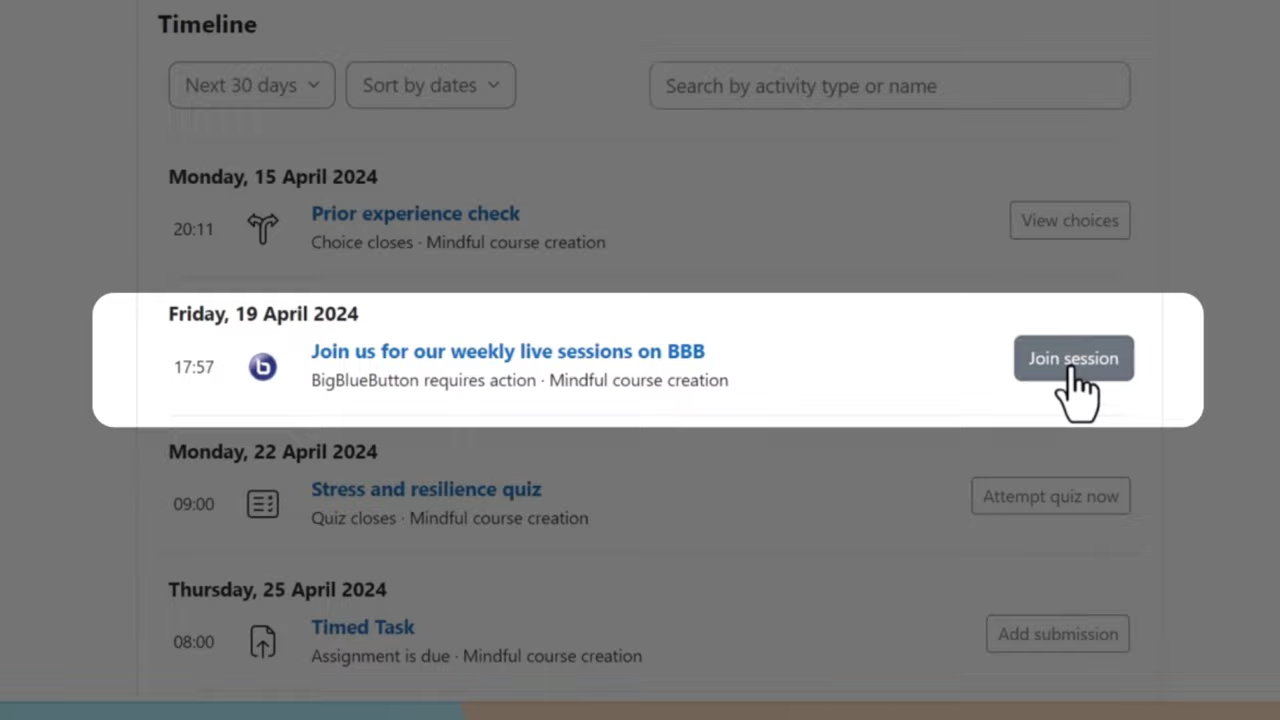 Timeline
Next 30 days
Sort by dates
Search by activity type or name
Monday, 15 April 2024
20:11
Prior experience check
Choice closes · Mindful course creation
View choices
Friday, 19 April 2024
17:57
Join us for our weekly live sessions on BBB
BigBlueButton requires action · Mindful course creation
Join session
Monday, 22 April 2024
09:00
Stress and resilience quiz
Quiz closes · Mindful course creation
Attempt quiz now
Thursday, 25 April 2024
08:00
Timed Task
Assignment is due · Mindful course creation
Add submission